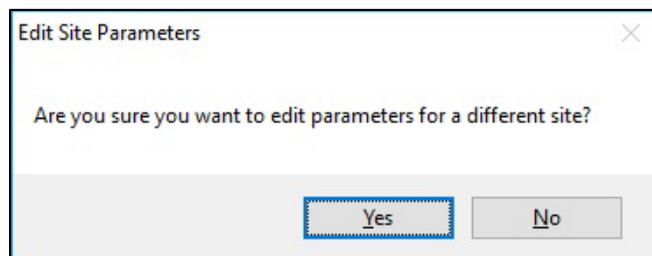 Edit Site Parameters
Are you sure you want to edit parameters for a different site?
Yes
No